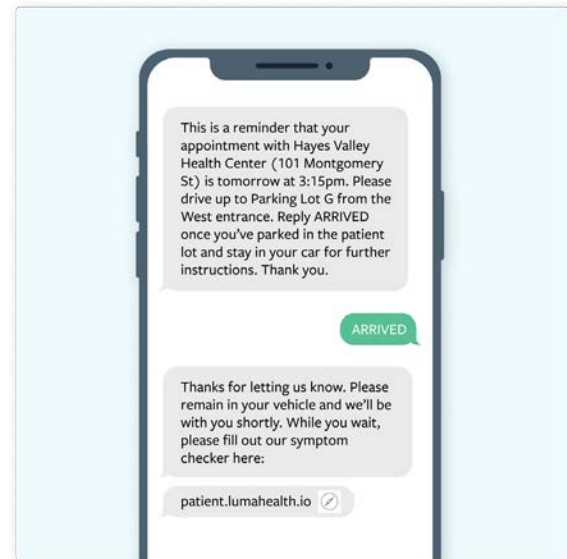 This is a reminder that your
appointment with Hayes Valley
Health Center (101 Montgomery
St) is tomorrow at 3:15pm. Please
drive up to Parking Lot G from the
West entrance. Reply ARRIVED
once you've parked in the patient
lot and stay in your car for further
instructions. Thank you.
ARRIVED
Thanks for letting us know. Please
remain in your vehicle and we'll be
with you shortly. While you wait,
please fill out our symptom
checker here:
patient.lumahealth.io